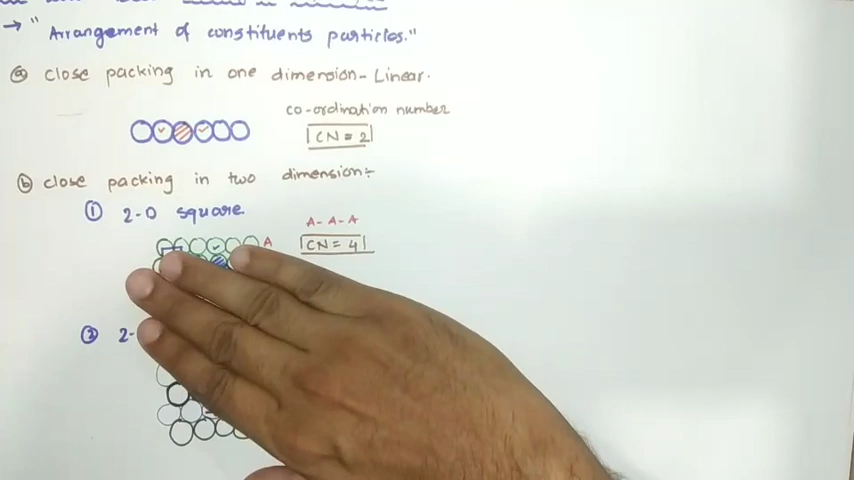 → "Arrangement of constituents particles."
ⓐ close packing in one dimension - Linear.
co-ordination number
CN = 2
ⓑ close packing in two dimension:-
① 2-D square
A- A- A
A
CN = 4
② 2-